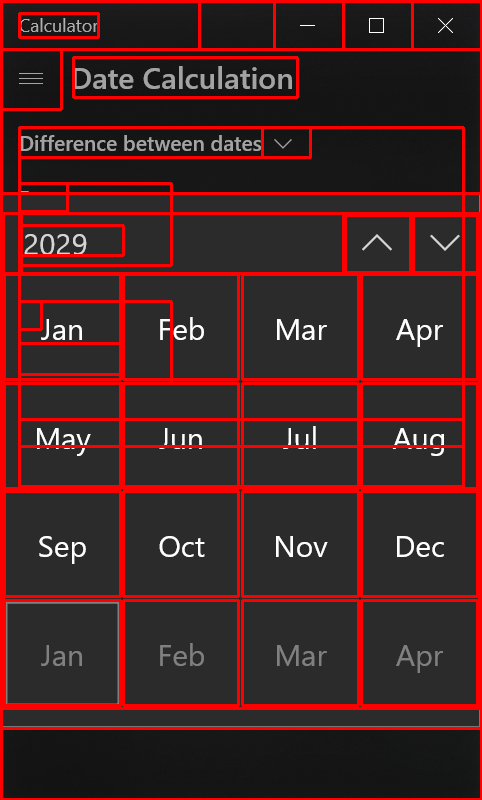 Calculator
Date Calculation
Difference between dates
2029
Jan Feb Mar Apr
May Jun Jul Aug
Sep Oct Nov Dec
Jan Feb Mar Apr